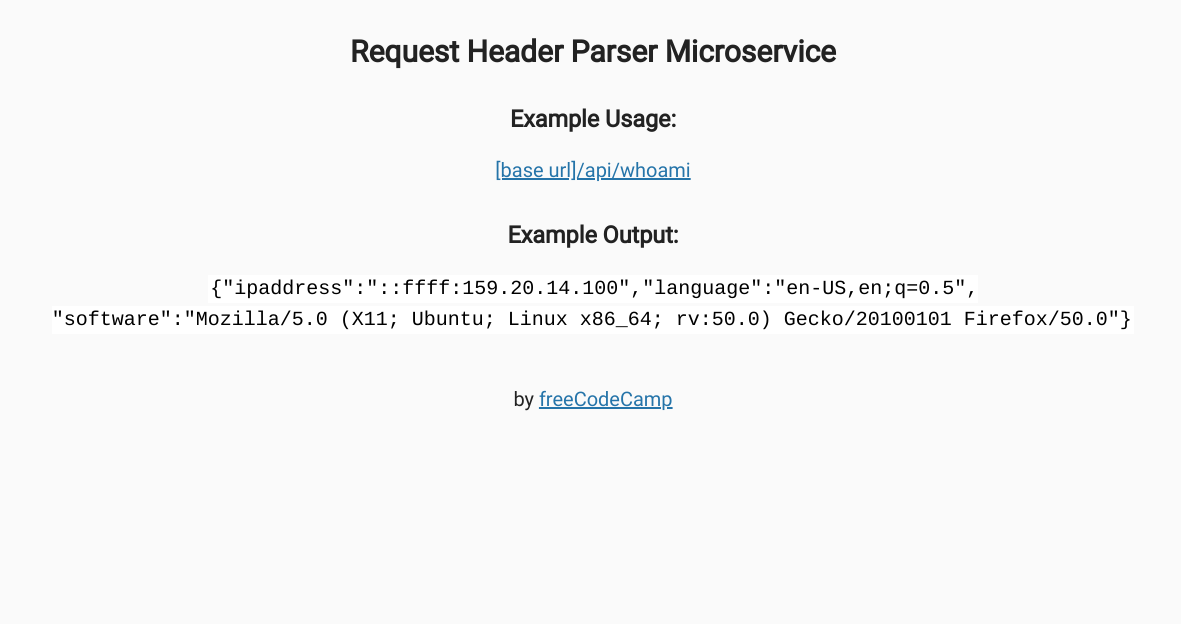 Request Header Parser Microservice
Example Usage:
[base url]/api/whoami
Example Output:
{"ipaddress":"::ffff:159.20.14.100","language":"en-US,en;q=0.5",
"software":"Mozilla/5.0 (X11; Ubuntu; Linux x86_64; rv:50.0) Gecko/20100101 Firefox/50.0"}
by freeCodeCamp